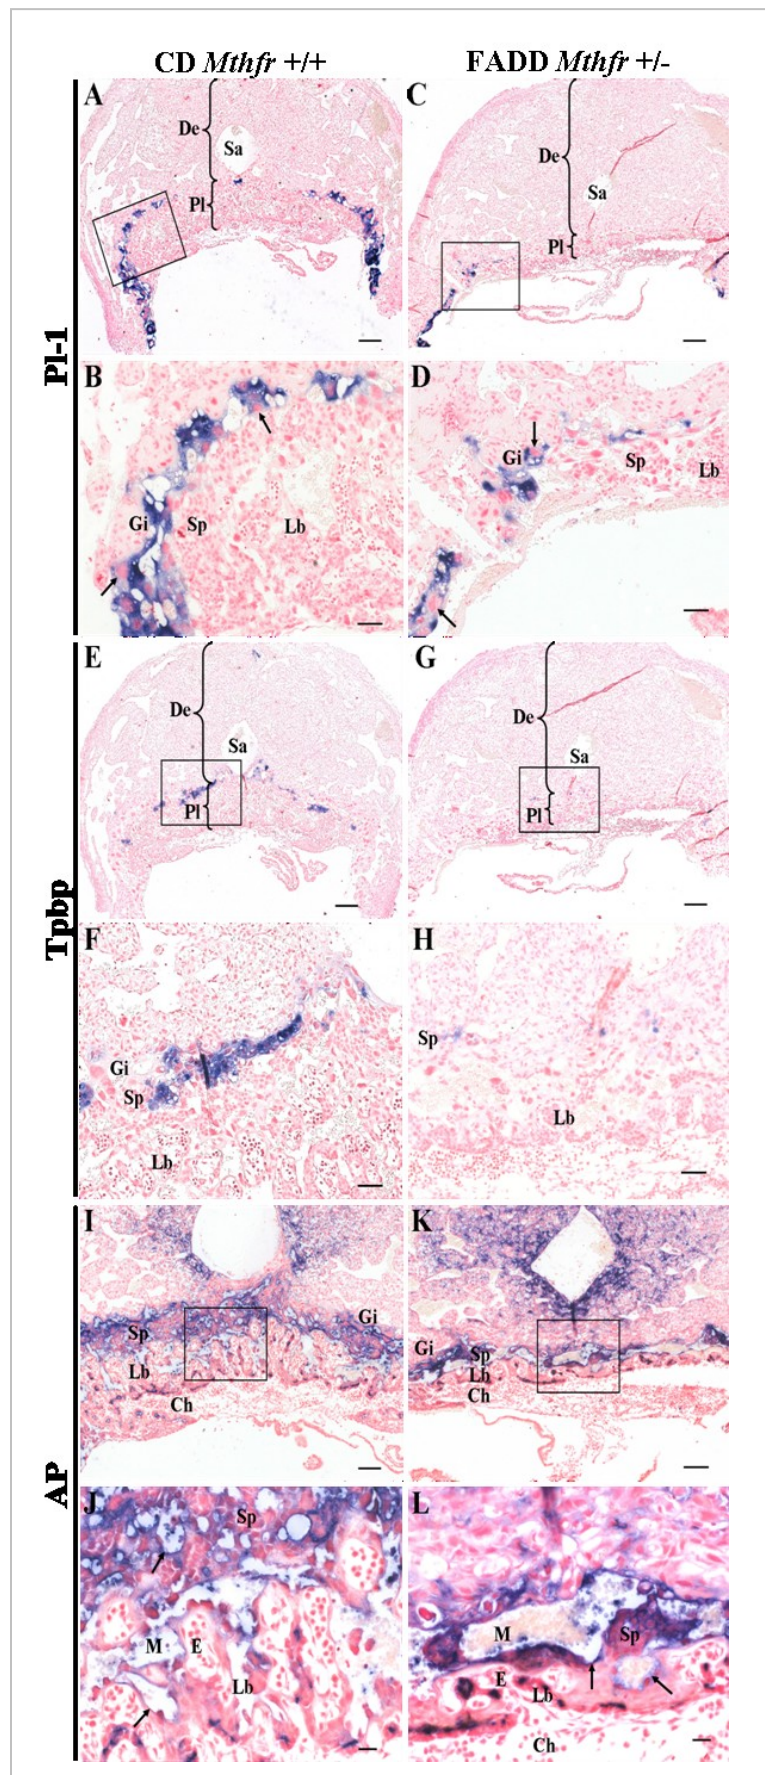 CD Mthfr +/+ FADD Mthfr +/-
Pl-1
A De Sa Pl
C De Sa Pl
B Gi Sp Lb
D Gi Sp Lb
Tpbp
E De Sa Pl
G De Sa Pl
F Gi Sp Lb
H Sp Lb
AP
I Sp Gi Lb Ch
K Gi Sp Lb Ch
J Sp M E Lb
L M Sp E Lb Ch